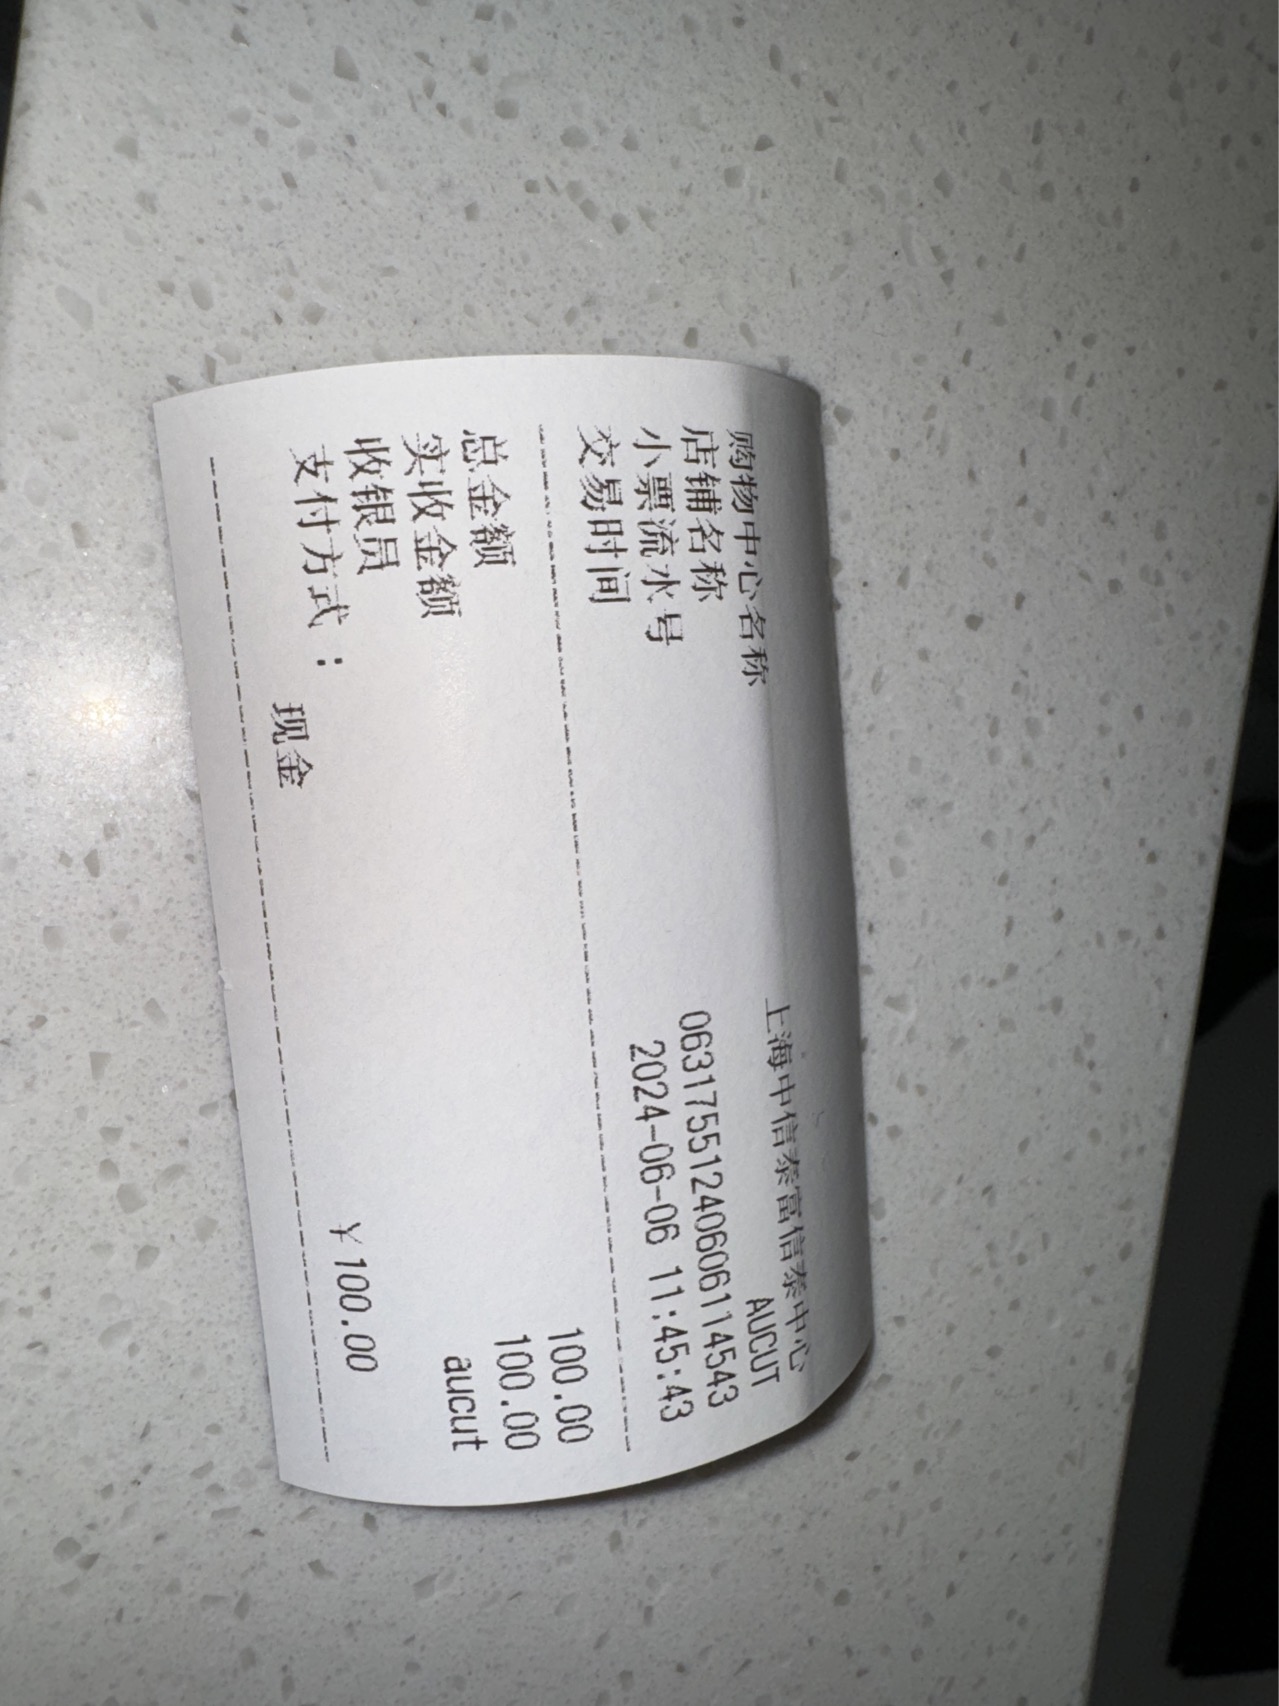 购物中心名称 上海中信泰富信泰中心
店铺名称 AUCUT
小票流水号 06317551240606114543
交易时间 2024-06-06 11:45:43
总金额 100.00
实收金额 100.00
收银员 aucut
支付方式：
现金 ￥100.00